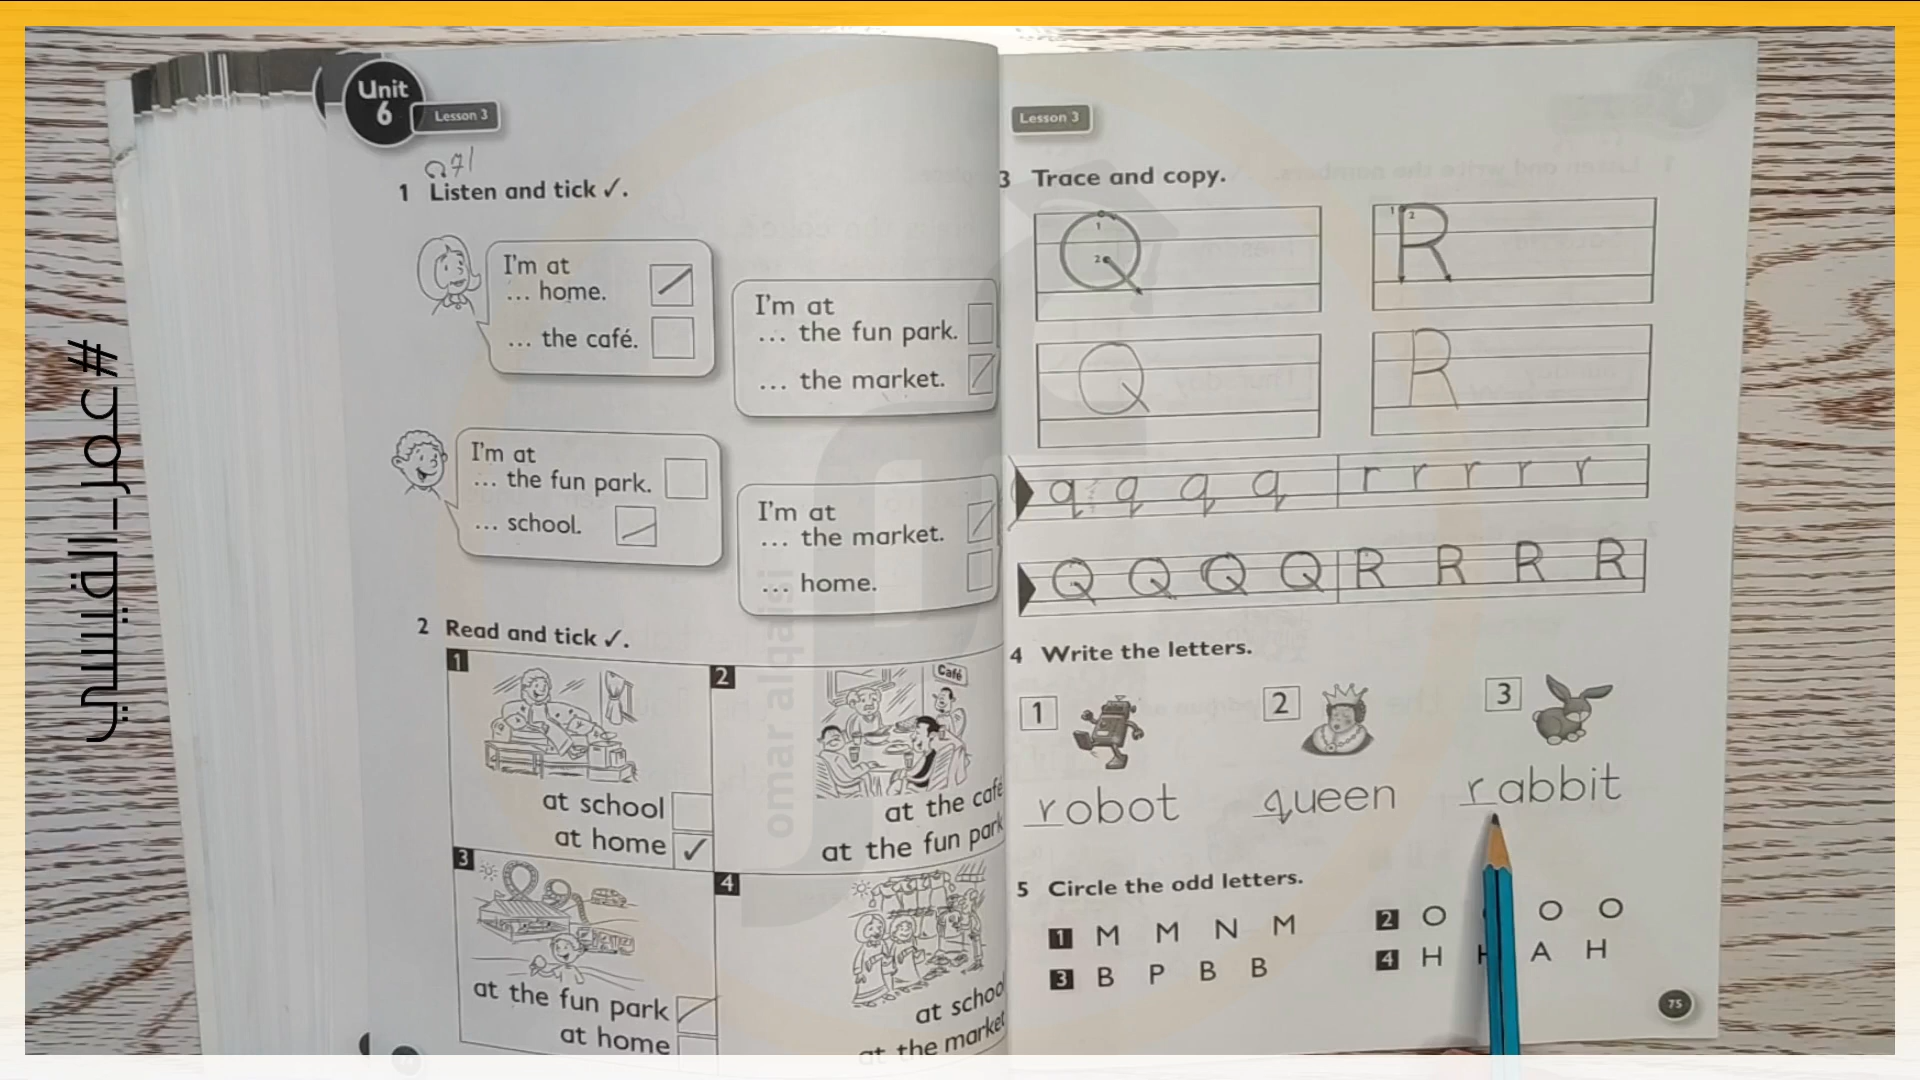 #عمر_القيسي
Unit
6
Lesson 3
1 Listen and tick ✓.
I'm at
... home.
... the café.
I'm at
... the fun park.
... the market.
I'm at
... the fun park.
... school.
I'm at
... the market.
... home.
2 Read and tick ✓.
1
at school
at home ✓
2
Café
at the café
at the fun park
3
at the fun park
at home
4
at school
at the market
omar alqaisi
Lesson 3
3 Trace and copy.
Q R
Q R
q q q q r r r r r
Q Q Q Q R R R R
4 Write the letters.
1 2 3
robot queen rabbit
5 Circle the odd letters.
1 M M N M
2 O O O
3 B P B B
4 H H A H
75